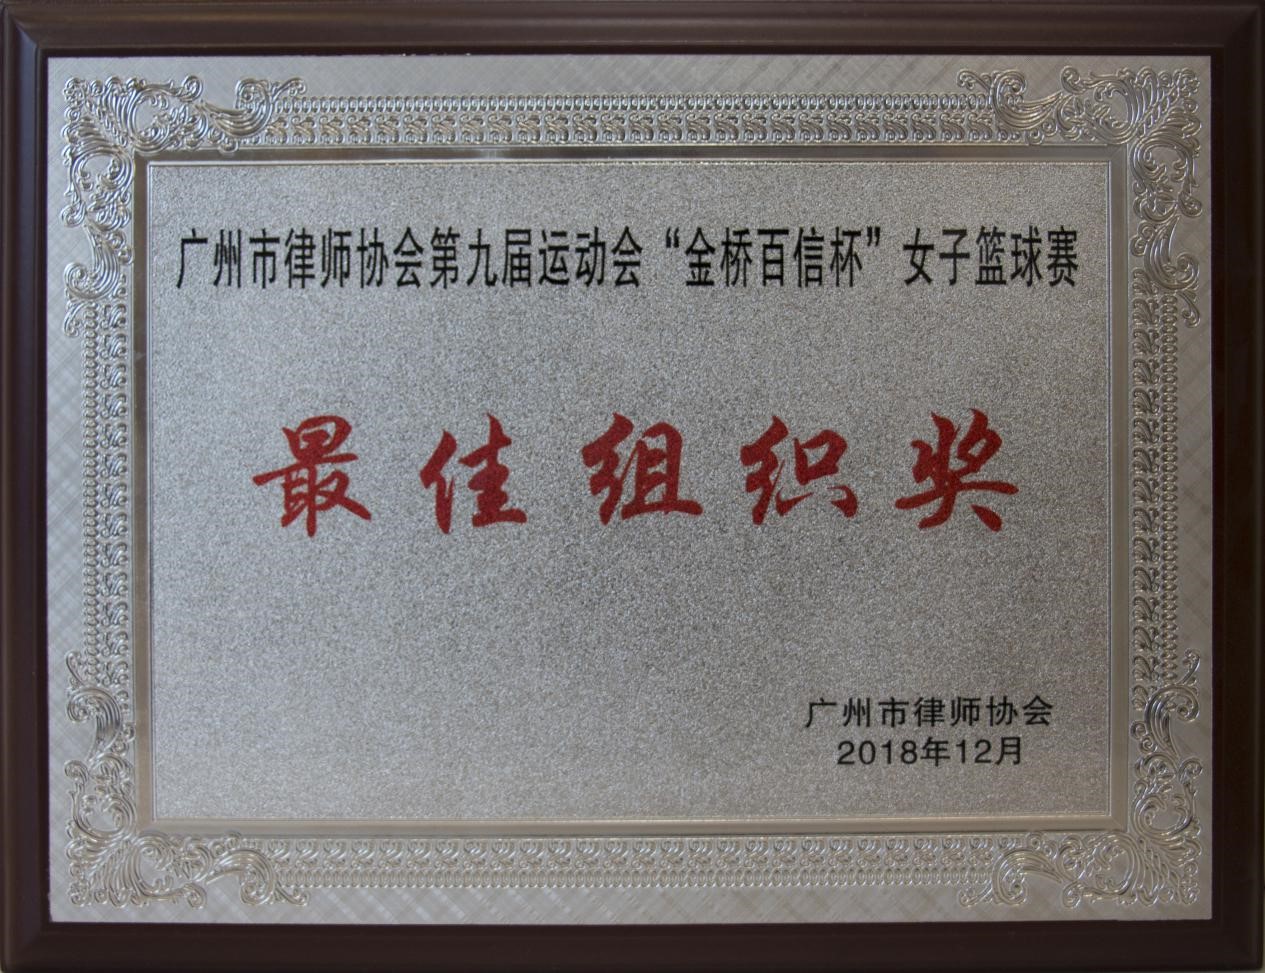 广州市律师协会第九届运动会“金桥百信杯”女子篮球赛
最佳组织奖
广州市律师协会
2018年12月